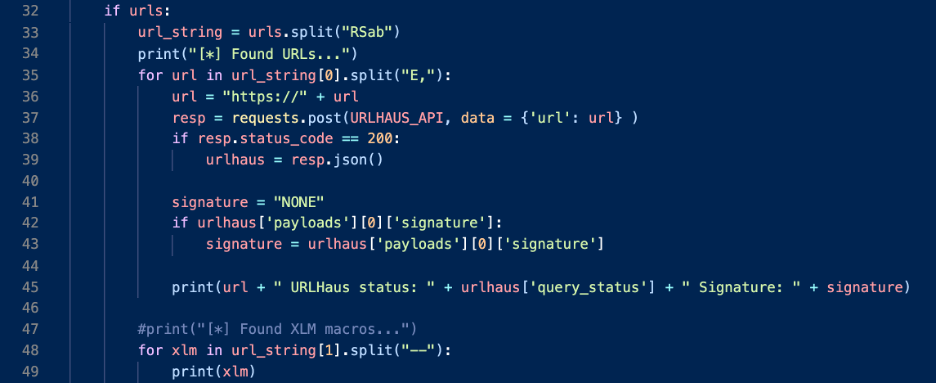 32 if urls:
33 url_string = urls.split("RSab")
34 print("[*] Found URLs...")
35 for url in url_string[0].split("E,"):
36 url = "https://" + url
37 resp = requests.post(URLHAUS_API, data = {'url': url} )
38 if resp.status_code == 200:
39 urlhaus = resp.json()
40
41 signature = "NONE"
42 if urlhaus['payloads'][0]['signature']:
43 signature = urlhaus['payloads'][0]['signature']
44
45 print(url + " URLHaus status: " + urlhaus['query_status'] + " Signature: " + signature)
46
47 #print("[*] Found XLM macros...")
48 for xlm in url_string[1].split("--"):
49 print(xlm)